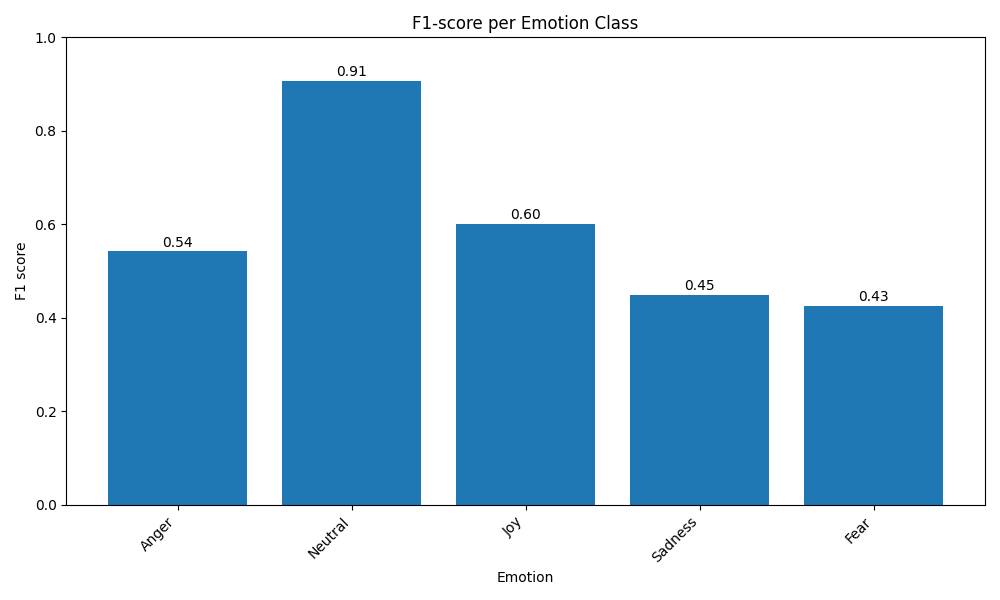 F1-score per Emotion Class
F1 score
1.0
0.8
0.6
0.4
0.2
0.0
0.54
0.91
0.60
0.45
0.43
Anger
Neutral
Joy
Sadness
Fear
Emotion